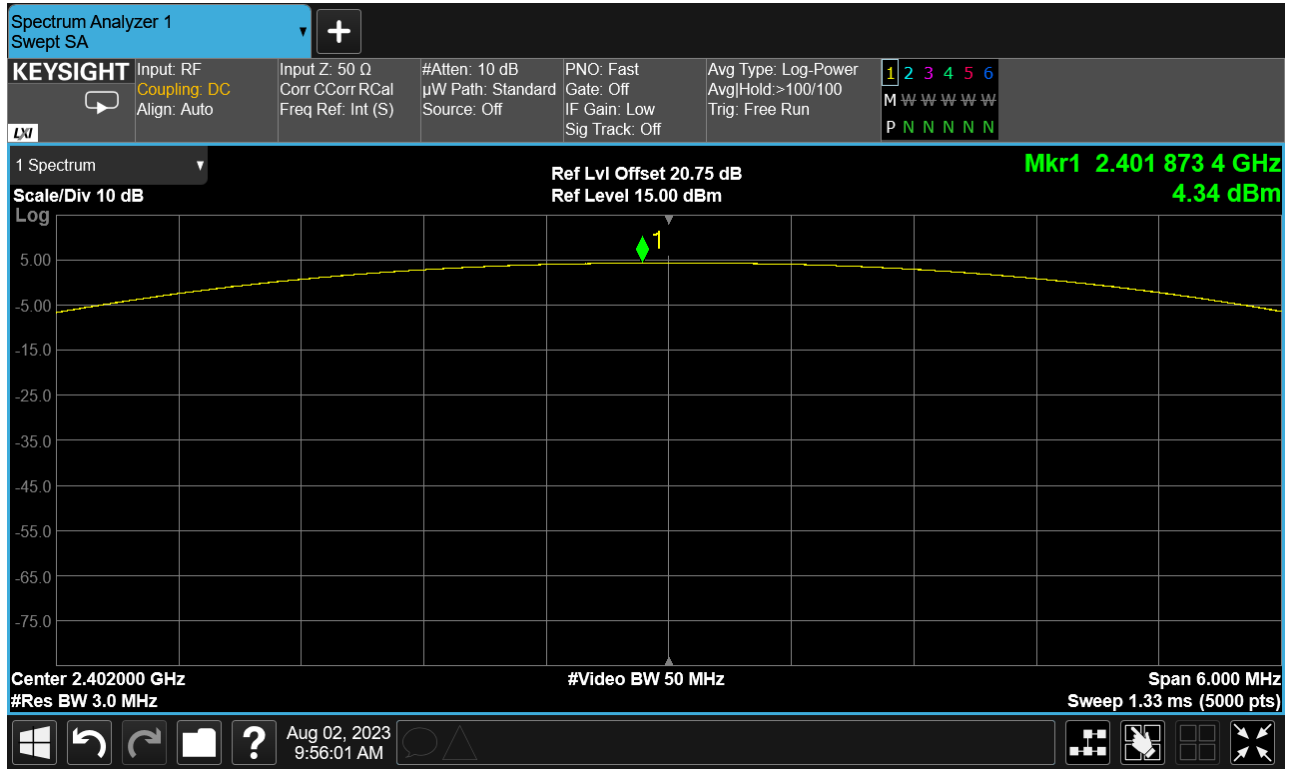 Spectrum Analyzer 1
Swept SA
KEYSIGHT
LXI
Input: RF
Coupling: DC
Align: Auto
Input Z: 50 Ω
Corr CCorr RCal
Freq Ref: Int (S)
#Atten: 10 dB
µW Path: Standard
Source: Off
PNO: Fast
Gate: Off
IF Gain: Low
Sig Track: Off
Avg Type: Log-Power
Avg|Hold:>100/100
Trig: Free Run
1 2 3 4 5 6
M W W W W W W
P N N N N N
1 Spectrum
Scale/Div 10 dB
Ref Lvl Offset 20.75 dB
Ref Level 15.00 dBm
Mkr1 2.401 873 4 GHz
4.34 dBm
Log
1
5.00
-5.00
-15.0
-25.0
-35.0
-45.0
-55.0
-65.0
-75.0
Center 2.402000 GHz
#Video BW 50 MHz
Span 6.000 MHz
#Res BW 3.0 MHz
Sweep 1.33 ms (5000 pts)
?
Aug 02, 2023
9:56:01 AM